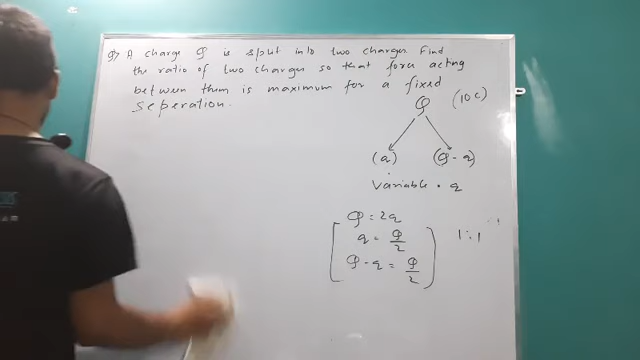 Q) A charge Q is split into two charges. Find
the ratio of two charges so that force acting
between them is maximum for a fixed
seperation.
Q (10 C)
(q) (Q - q)
Variable • q
Q = 2q
q = Q/2
Q - q = Q/2
1:1